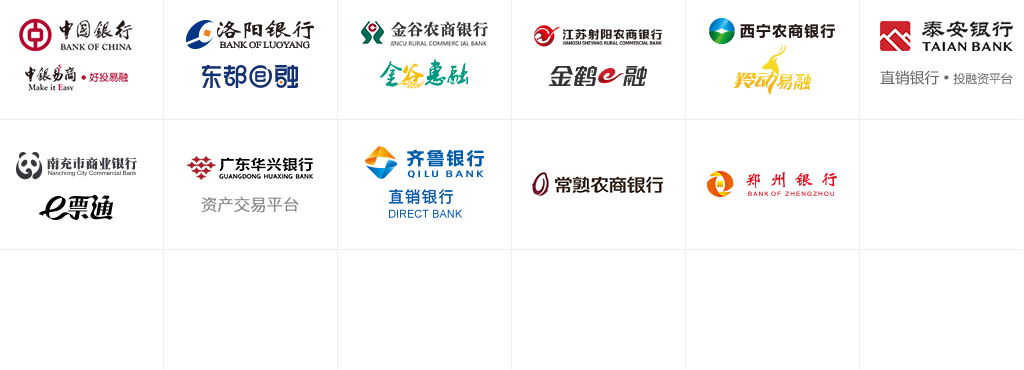 中国银行
BANK OF CHINA
中银易商·好投易融
Make it Easy
洛阳银行
BANK OF LUOYANG
东都融
金谷农商银行
JINCU RURAL COMMERCIAL BANK
金谷惠融
江苏射阳农商银行
JIANGSU SHEYANG RURAL COMMERCIAL BANK
金鹤e融
西宁农商银行
羚动易融
泰安银行
TAIAN BANK
直销银行▪投融资平台
南充市商业银行
Nanchong City Commercial Bank
e票通
广东华兴银行
GUANGDONG HUAXING BANK
资产交易平台
齐鲁银行
QILU BANK
直销银行
DIRECT BANK
常熟农商银行
郑州银行
BANK OF ZHENGZHOU